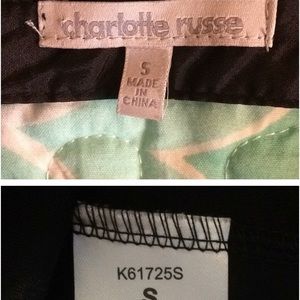 charlotte russe
S
MADE
IN
CHINA
K61725S
S